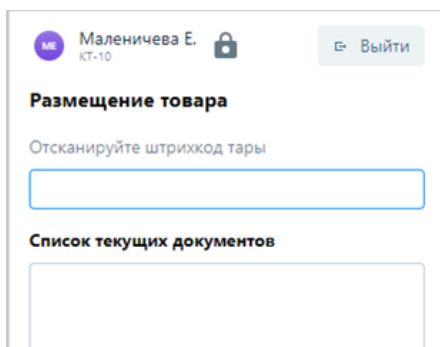 ME
Маленичева Е.
КТ-10
Выйти
Размещение товара
Отсканируйте штрихкод тары
Список текущих документов